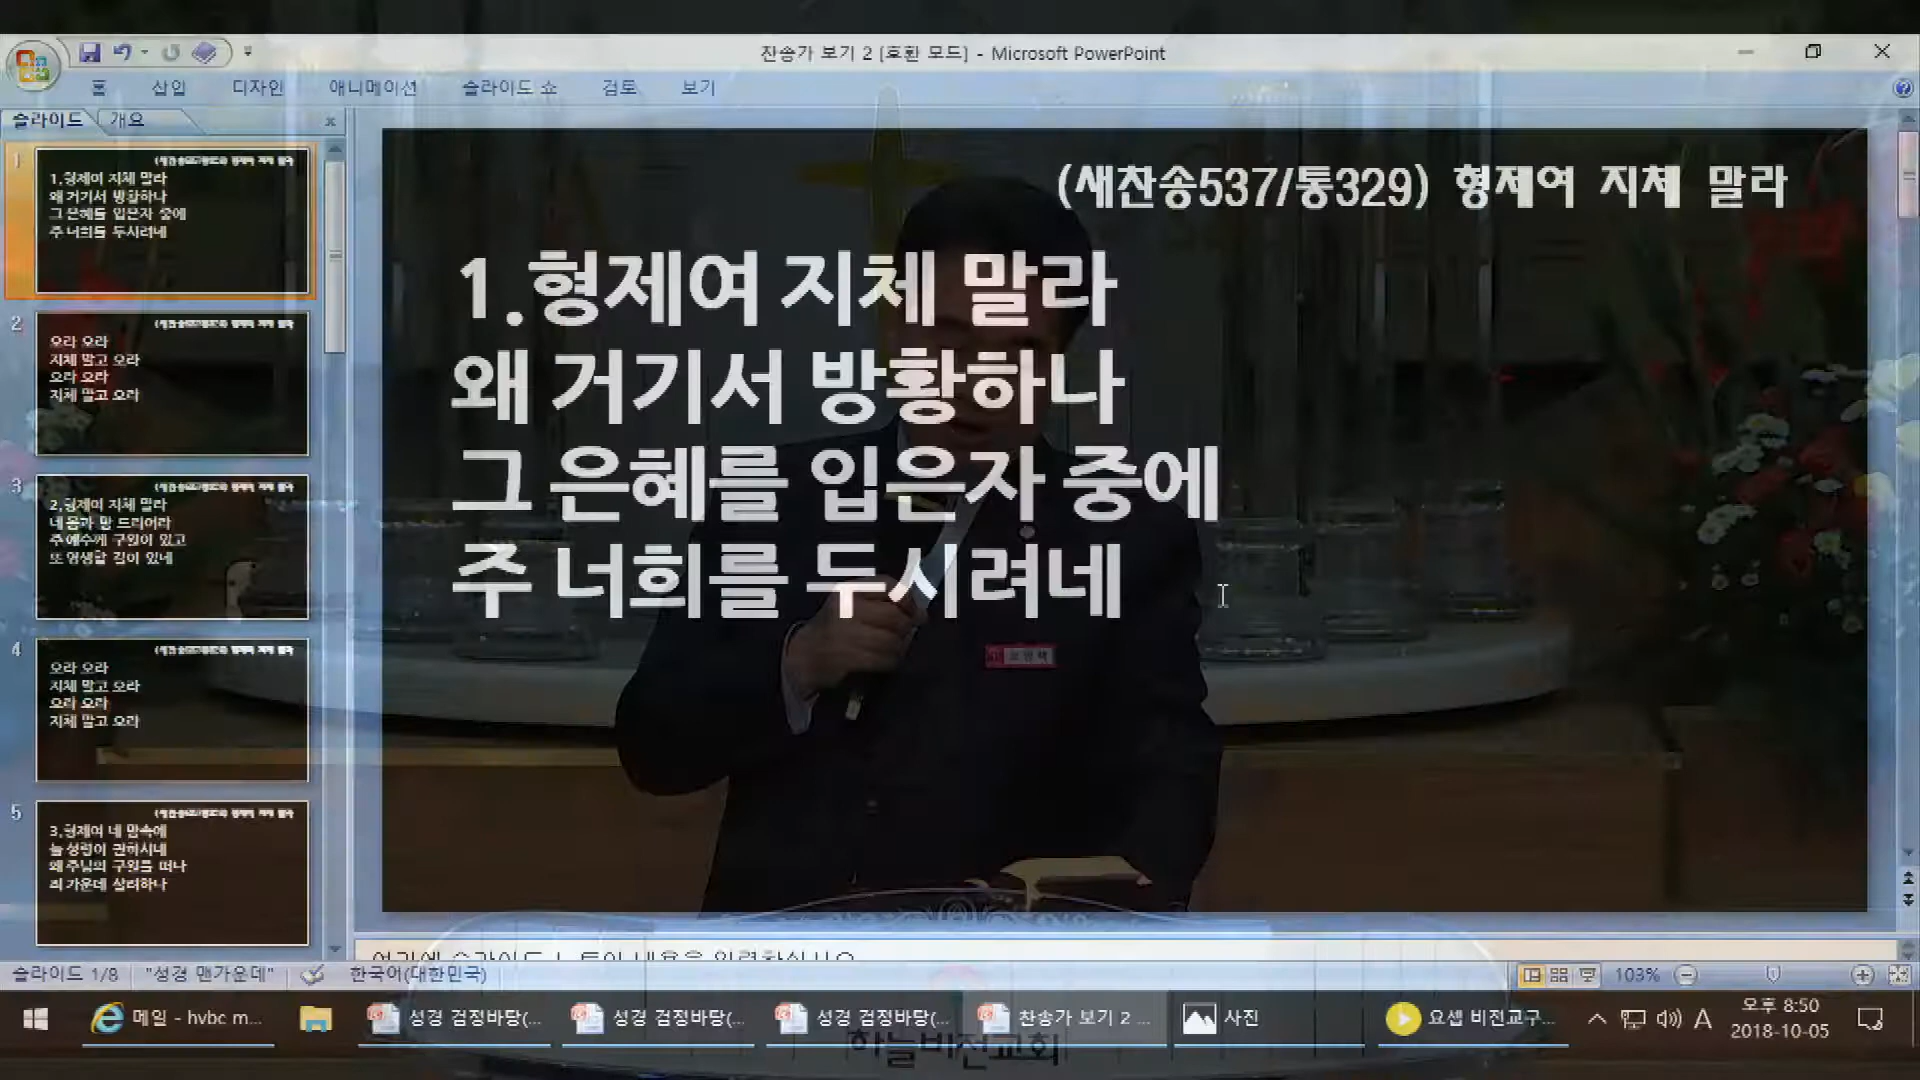 찬송가 보기 2 [호환 모드] - Microsoft PowerPoint
홈 삽입 디자인 애니메이션 슬라이드 쇼 검토 보기
슬라이드 개요
1
1.형제여 지체 말라
왜 거기서 방황하나
그 은혜를 입은자 중에
주 너희를 두시려네
2
오라 오라
지체 말고 오라
오라 오라
지체 말고 오라
3
2.형제여 지체 말라
네 몸과 맘 드리어라
주 예수께 구원이 있고
또 영생할 길이 있네
4
오라 오라
지체 말고 오라
오라 오라
지체 말고 오라
5
3.형제여 네 맘속에
늘 성령이 권하시네
왜 주님의 구원을 떠나
죄 가운데 살려하나
(새찬송537/통329) 형제여 지체 말라
1.형제여 지체 말라
왜 거기서 방황하나
그 은혜를 입은자 중에
주 너희를 두시려네
슬라이드 1/8 "성경 맨가운데" 한국어(대한민국) 103%
메일 - hvbc m... 성경 검정바탕(... 성경 검정바탕(... 성경 검정바탕(... 찬송가 보기 2 ... 사진 요셉 비전교구... A 오후 8:50
2018-10-05
하늘비전교회